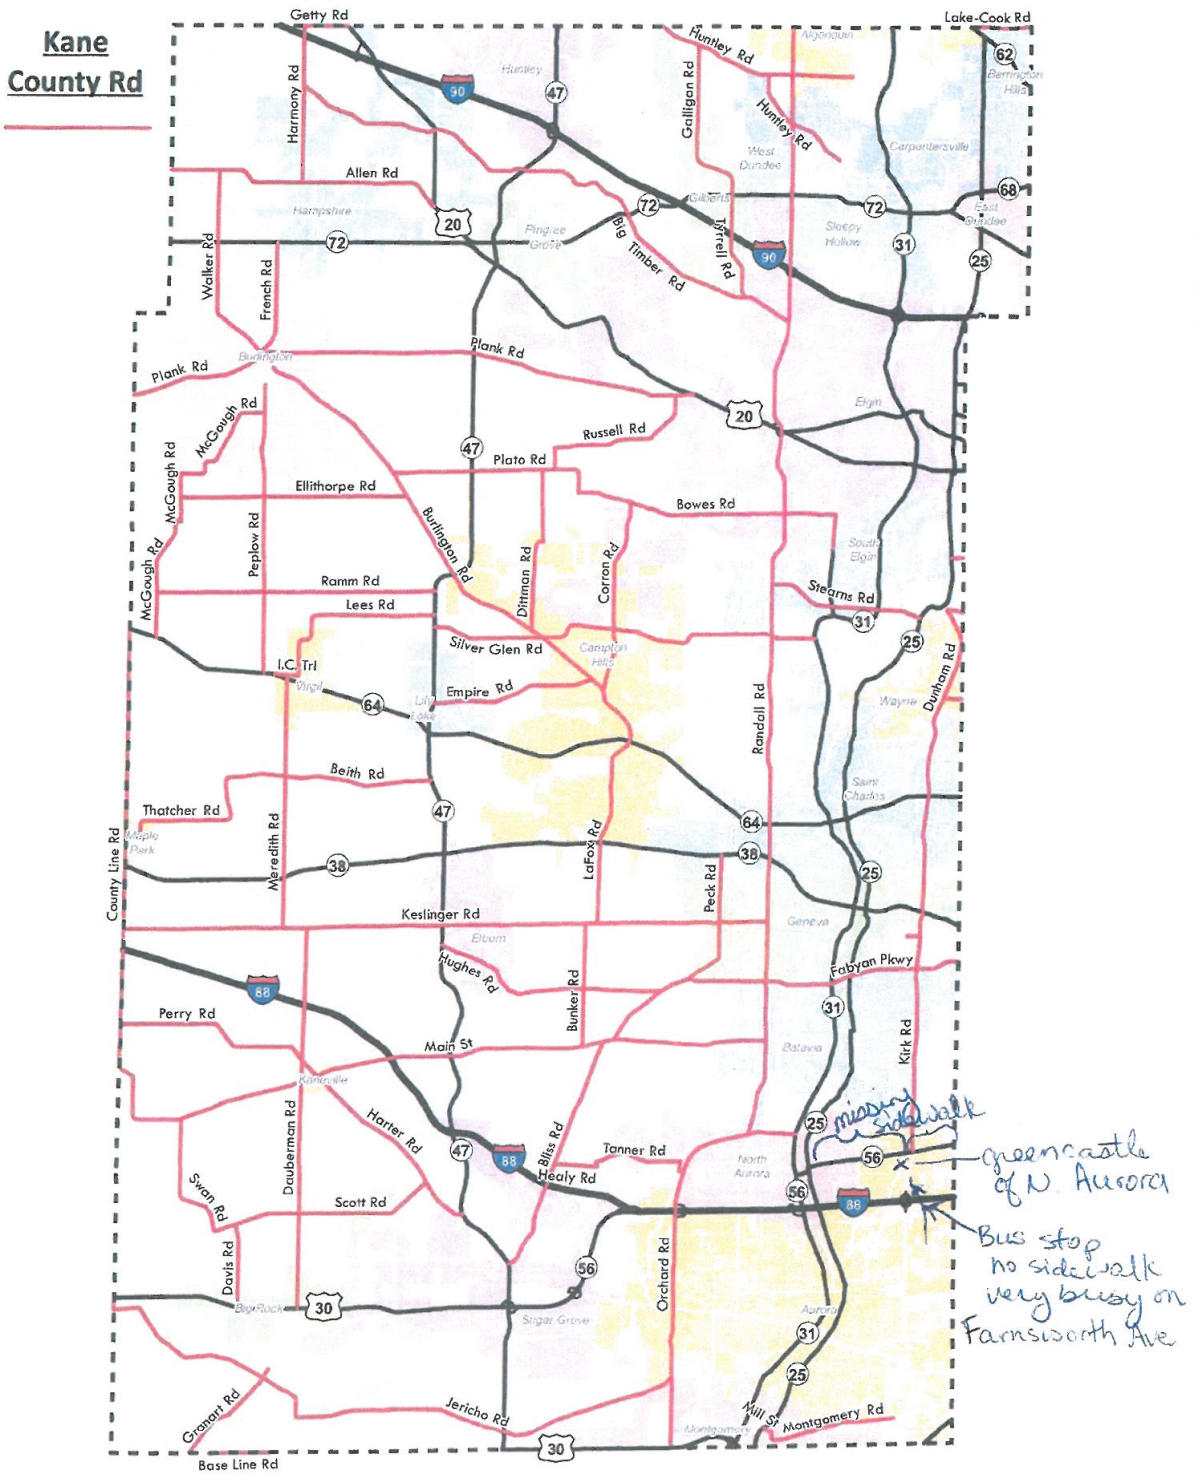 Kane
County Rd
Getty Rd
Lake-Cook Rd
Huntley Rd
Algonquin
62
Barrington
Hills
Huntley
90
47
Harmony Rd
Galligan Rd
Huntley Rd
West
Dundee
Carpentersville
Allen Rd
68
72
Gilberts
72
East
Dundee
Hampshire
20
Pingree
Grove
Big Timber Rd
Tyrrell Rd
Sleepy
Hollow
72
31
25
90
Walker Rd
French Rd
Burlington
Plank Rd
Plank Rd
McGough Rd
20
Elgin
Russell Rd
47
Plato Rd
McGough Rd
Ellithorpe Rd
Bowes Rd
Burlington Rd
Peplow Rd
McGough Rd
Dittman Rd
Corron Rd
South
Elgin
Ramm Rd
Stearns Rd
Lees Rd
31
25
Silver Glen Rd
Campton
Hills
Dunham Rd
I.C. Trl
Virgil
Empire Rd
64
Lily
Lake
Wayne
Randall Rd
Beith Rd
Saint
Charles
Thatcher Rd
47
64
Maple
Park
County Line Rd
Meredith Rd
LaFox Rd
38
38
Peck Rd
25
Keslinger Rd
Geneva
Elburn
Hughes Rd
Fabyan Pkwy
88
Bunker Rd
31
Perry Rd
Main St
Batavia
Kirk Rd
Kaneville
missing
sidewalk
25
Harter Rd
Dauberman Rd
Bliss Rd
47
88
Tanner Rd
Healy Rd
North
Aurora
56
greencastle
of N. Aurora
56
88
Swan Rd
Scott Rd
Bus stop
no sidewalk
very busy on
Farnsworth Ave
Davis Rd
56
Orchard Rd
Big Rock
30
Sugar Grove
Aurora
31
25
Granart Rd
Jericho Rd
Mill St
Montgomery Rd
Montgomery
30
Base Line Rd